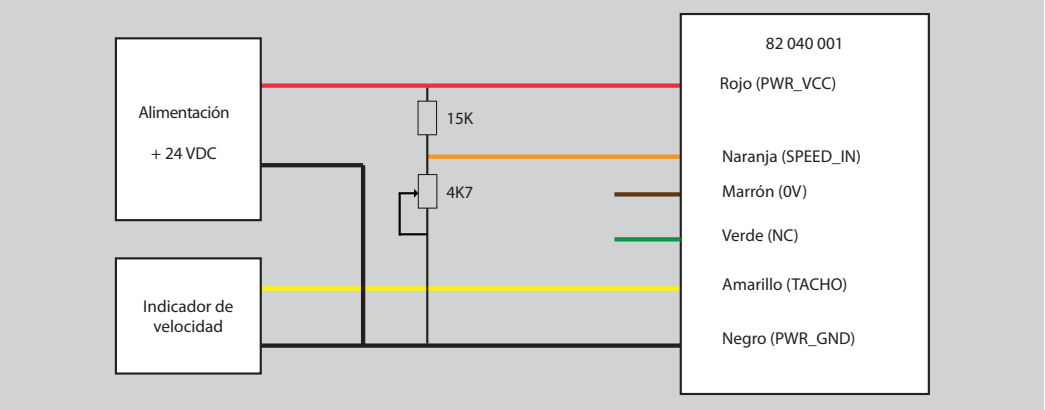 82 040 001
Rojo (PWR_VCC)
Alimentación
+ 24 VDC
15K
Naranja (SPEED_IN)
4K7
Marrón (0V)
Verde (NC)
Amarillo (TACHO)
Indicador de
velocidad
Negro (PWR_GND)